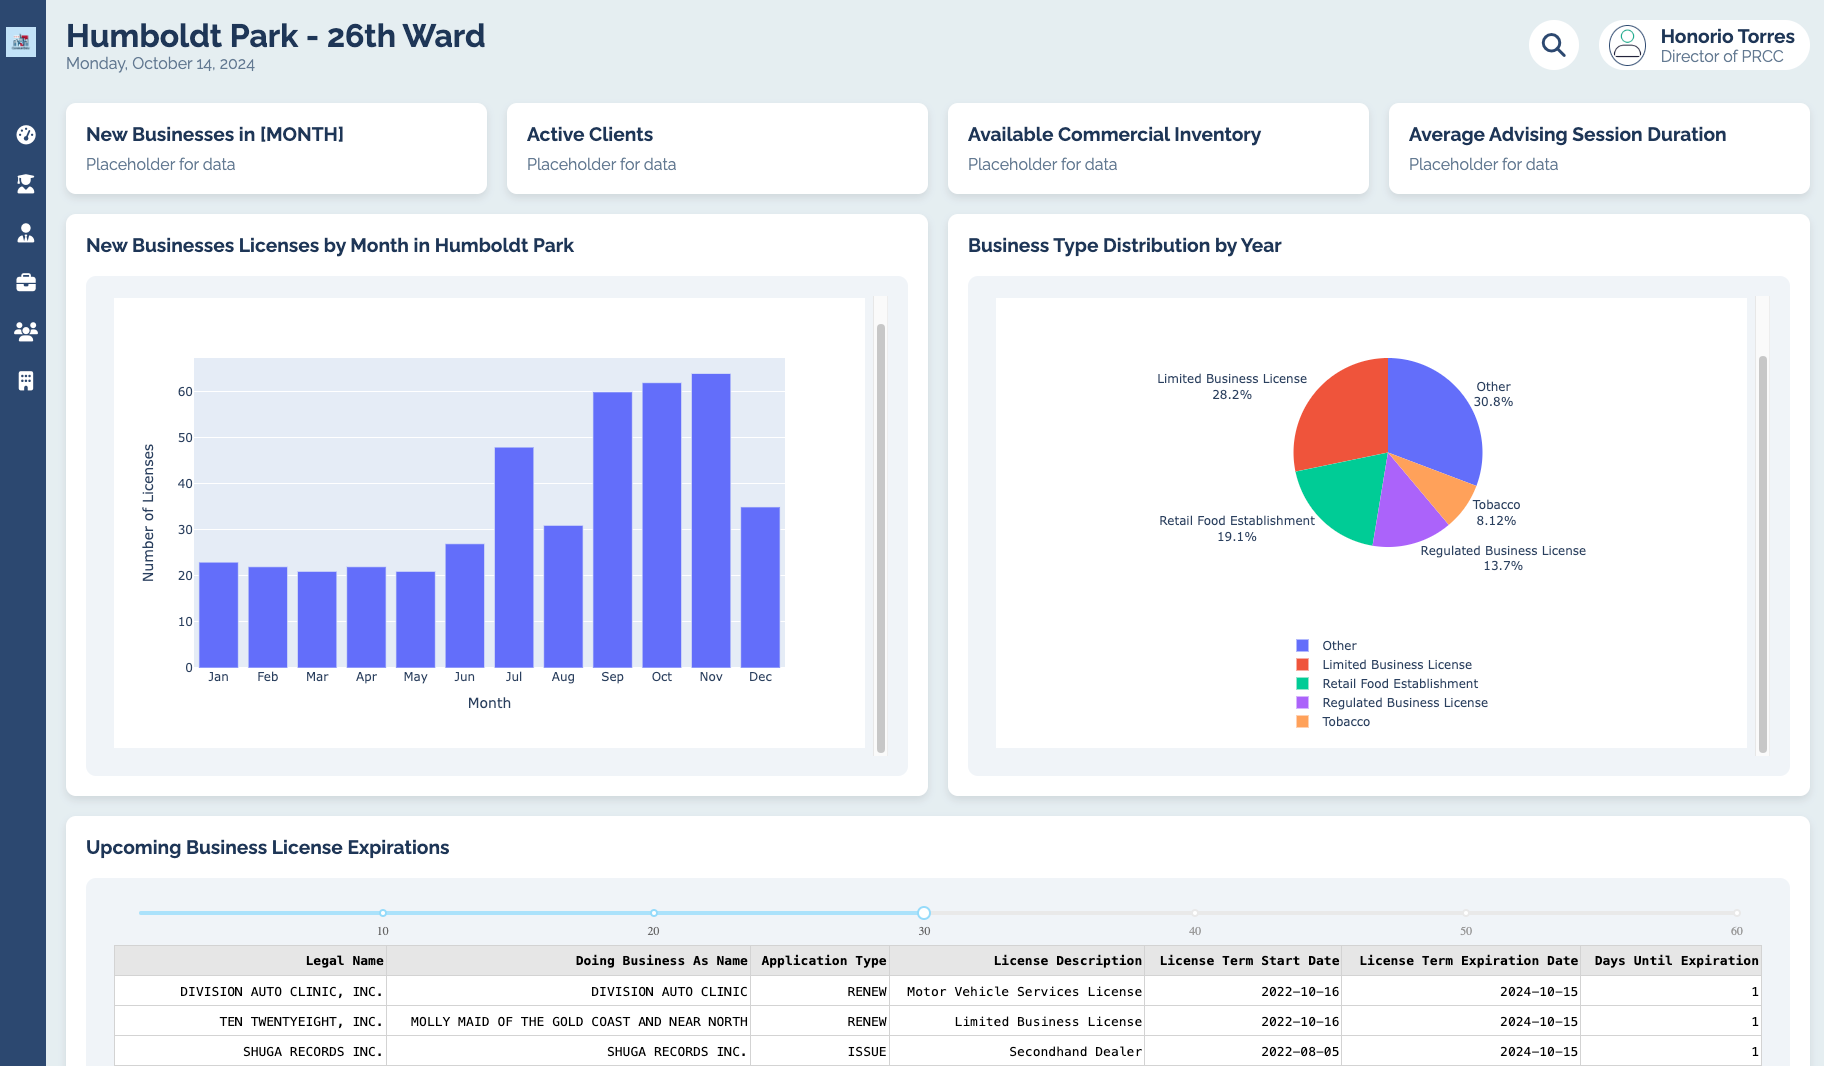 Humboldt Park - 26th Ward
Monday, October 14, 2024
Honorio Torres
Director of PRCC
New Businesses in [MONTH]
Placeholder for data
Active Clients
Placeholder for data
Available Commercial Inventory
Placeholder for data
Average Advising Session Duration
Placeholder for data
New Businesses Licenses by Month in Humboldt Park
60
50
40
30
20
10
0
Number of Licenses
Jan Feb Mar Apr May Jun Jul Aug Sep Oct Nov Dec
Month
Business Type Distribution by Year
Limited Business License
28.2%
Other
30.8%
Tobacco
8.12%
Retail Food Establishment
19.1%
Regulated Business License
13.7%
Other
Limited Business License
Retail Food Establishment
Regulated Business License
Tobacco
Upcoming Business License Expirations
10 20 30 40 50 60
Legal Name Doing Business As Name Application Type License Description License Term Start Date License Term Expiration Date Days Until Expiration
DIVISION AUTO CLINIC, INC. DIVISION AUTO CLINIC RENEW Motor Vehicle Services License 2022-10-16 2024-10-15 1
TEN TWENTYEIGHT, INC. MOLLY MAID OF THE GOLD COAST AND NEAR NORTH RENEW Limited Business License 2022-10-16 2024-10-15 1
SHUGA RECORDS INC. SHUGA RECORDS INC. ISSUE Secondhand Dealer 2022-08-05 2024-10-15 1